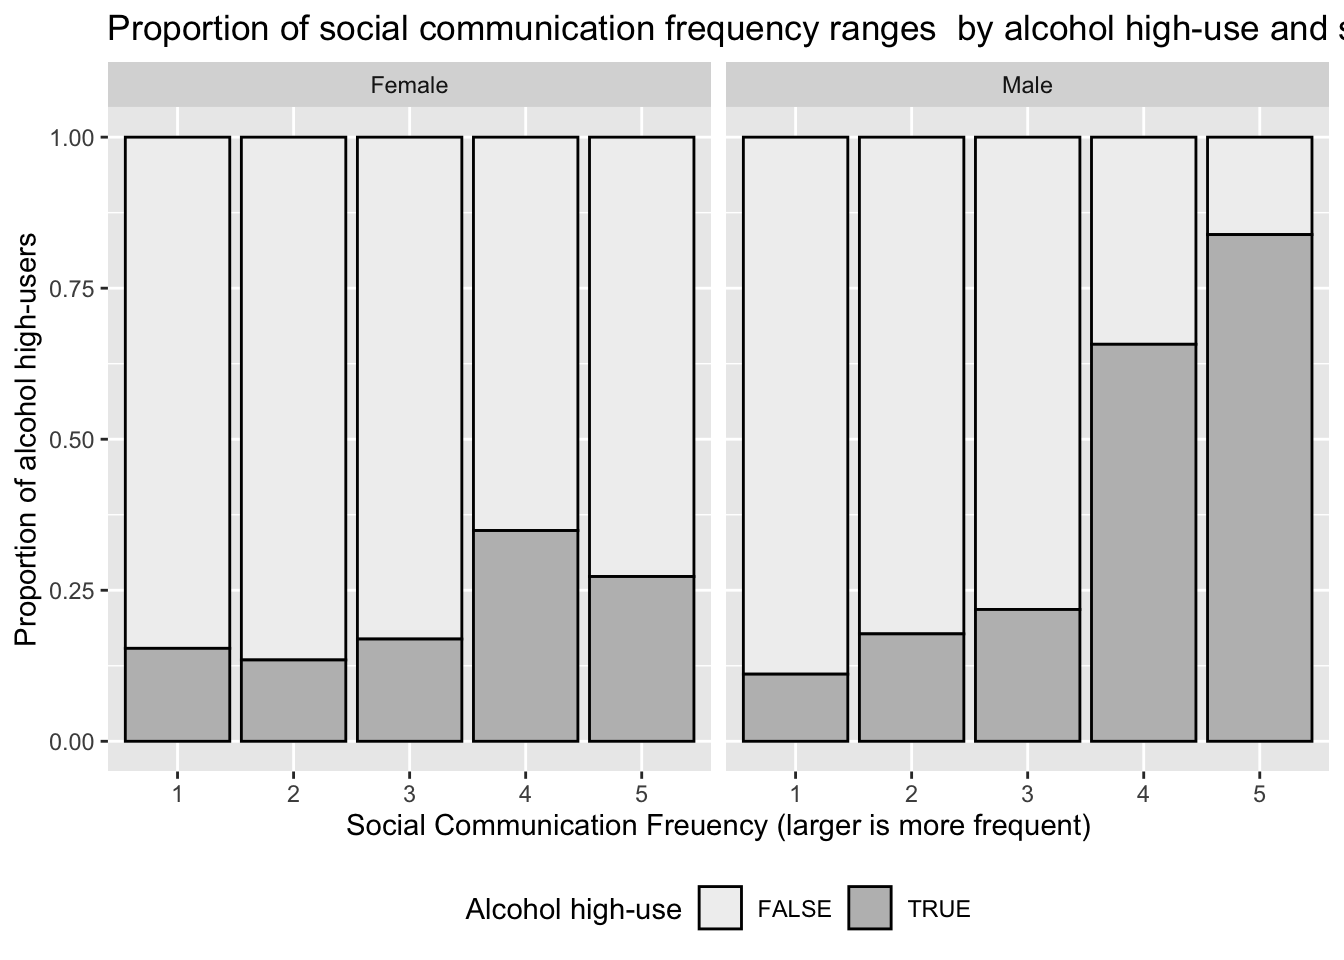 Proportion of social communication frequency ranges  by alcohol high-use and
Female
Male
Proportion of alcohol high-users
1.00
0.75
0.50
0.25
0.00
1 2 3 4 5
1 2 3 4 5
Social Communication Freuency (larger is more frequent)
Alcohol high-use FALSE TRUE